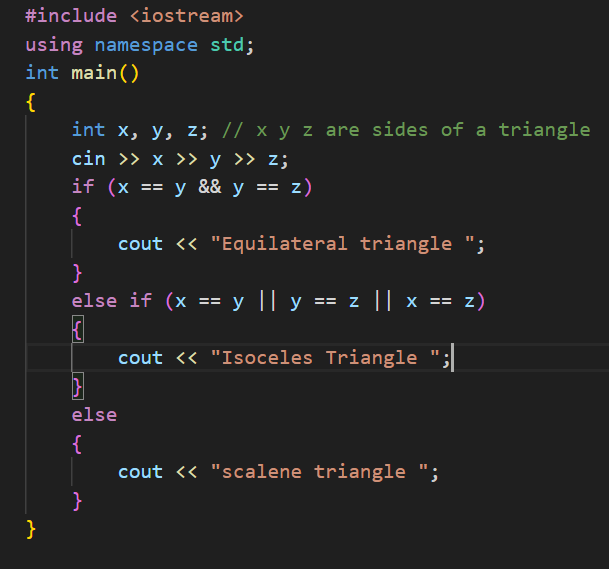 #include <iostream>
using namespace std;
int main()
{
    int x, y, z; // x y z are sides of a triangle
    cin >> x >> y >> z;
    if (x == y && y == z)
    {
        cout << "Equilateral triangle ";
    }
    else if (x == y || y == z || x == z)
    {
        cout << "Isoceles Triangle ";
    }
    else
    {
        cout << "scalene triangle ";
    }
}